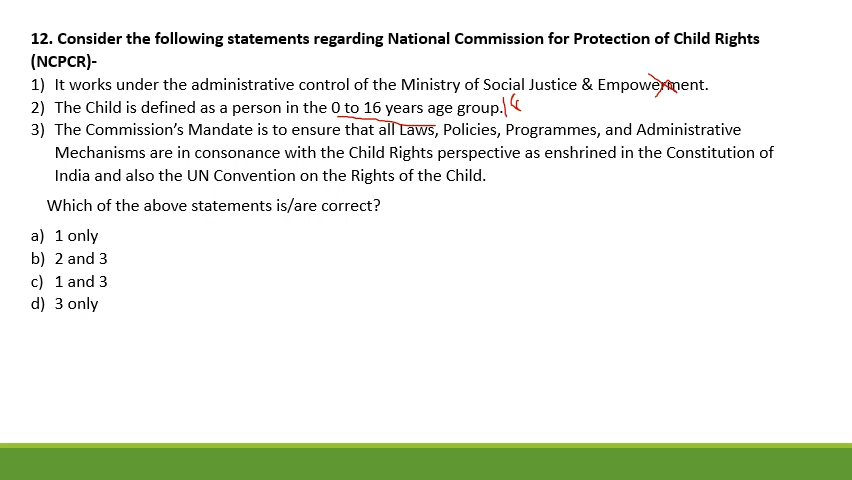 12. Consider the following statements regarding National Commission for Protection of Child Rights
(NCPCR)-
1) It works under the administrative control of the Ministry of Social Justice & Empowerment.
2) The Child is defined as a person in the 0 to 16 years age group. 18
3) The Commission's Mandate is to ensure that all Laws, Policies, Programmes, and Administrative
Mechanisms are in consonance with the Child Rights perspective as enshrined in the Constitution of
India and also the UN Convention on the Rights of the Child.
Which of the above statements is/are correct?
a) 1 only
b) 2 and 3
c) 1 and 3
d) 3 only